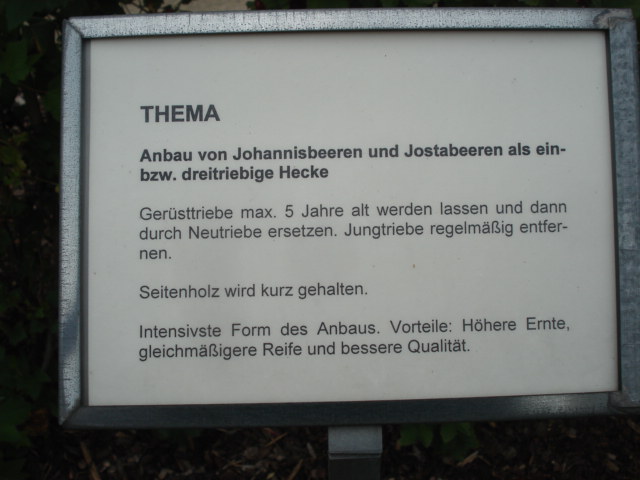 THEMA
Anbau von Johannisbeeren und Jostabeeren als ein-
bzw. dreitriebige Hecke
Gerüsttriebe max. 5 Jahre alt werden lassen und dann
durch Neutriebe ersetzen. Jungtriebe regelmäßig entfer-
nen.
Seitenholz wird kurz gehalten.
Intensivste Form des Anbaus. Vorteile: Höhere Ernte,
gleichmäßigere Reife und bessere Qualität.